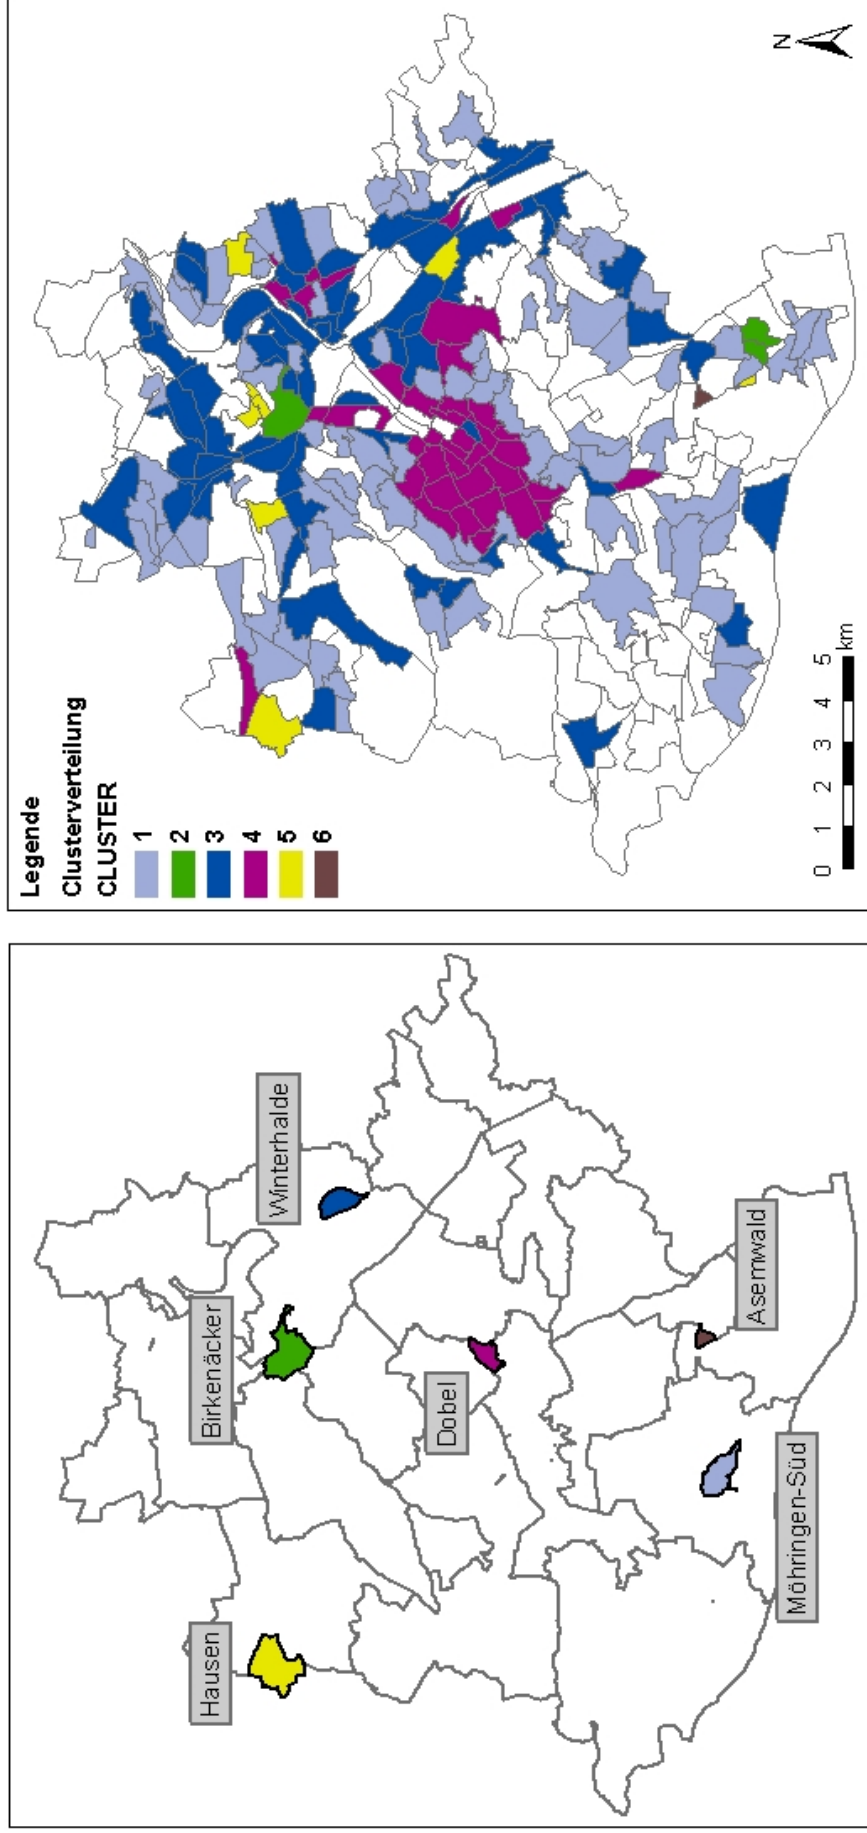 Hausen
Birkenäcker
Winterhalde
Dobel
Asemwald
Möhringen-Süd
Legende
Clusterverteilung
CLUSTER
1
2
3
4
5
6
N
0 1 2 3 4 5
km